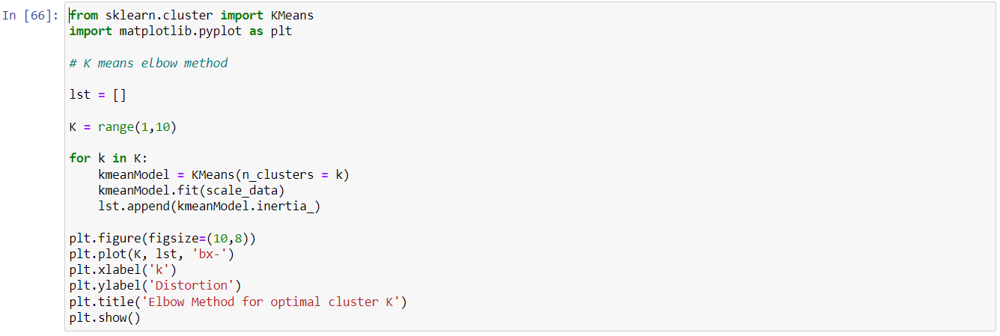 In [66]: from sklearn.cluster import KMeans
import matplotlib.pyplot as plt
# K means elbow method
lst = []
K = range(1,10)
for k in K:
    kmeanModel = KMeans(n_clusters = k)
    kmeanModel.fit(scale_data)
    lst.append(kmeanModel.inertia_)
plt.figure(figsize=(10,8))
plt.plot(K, lst, 'bx-')
plt.xlabel('k')
plt.ylabel('Distortion')
plt.title('Elbow Method for optimal cluster K')
plt.show()